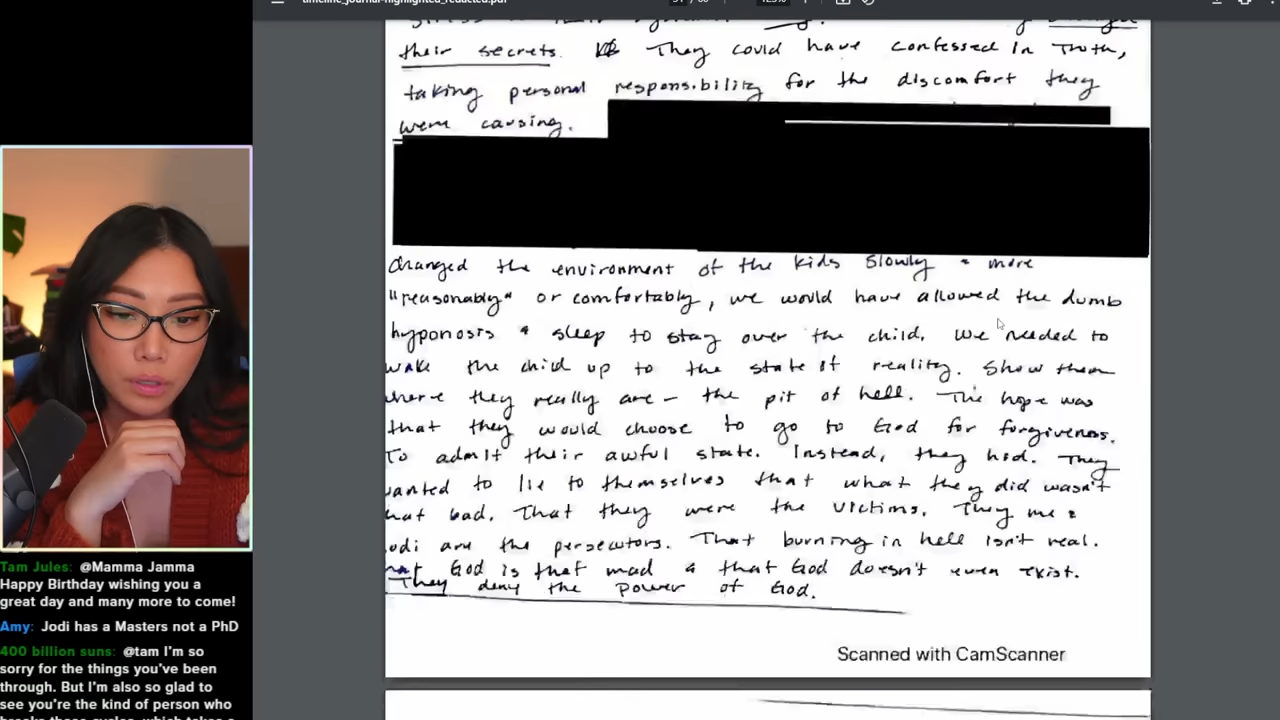 timeline_journal-highlighted_redacted.pdf
their secrets. They could have confessed in Truth,
taking personal responsibility for the discomfort they
were causing.
changed the environment of the kids slowly & more
"reasonably" or comfortably, we would have allowed the dumb
hyponosis & sleep to stay over the child. We needed to
wake the child up to the state of reality. Show them
where they really are - the pit of hell. The hope was
that they would choose to go to God for forgiveness.
To admit their awful state. Instead, they hid. They
wanted to lie to themselves that what they did wasn't
hat bad. That they were the victims. They me &
odi are the persecutors. That burning in hell isn't real.
God is that mad & that God doesn't even exist.
They deny the power of God.
Scanned with CamScanner
Tam Jules: @Mamma Jamma
Happy Birthday wishing you a
great day and many more to come!
Amy: Jodi has a Masters not a PhD
400 billion suns: @tam I'm so
sorry for the things you've been
through. But I'm also so glad to
see you're the kind of person who